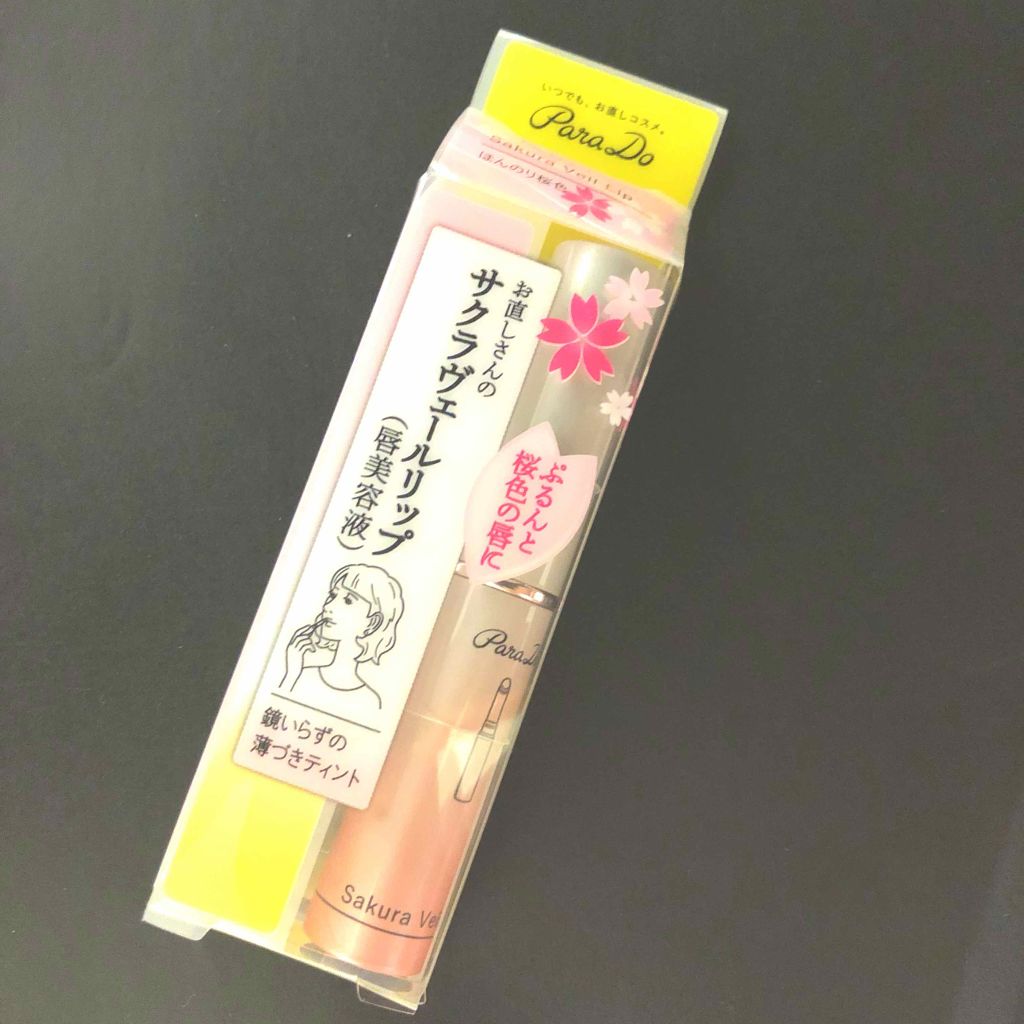 いつでも、お直しコスメ。
ParaDo
Sakura Veil Lip
ほんのり桜色
お直しさんの
サクラヴェールリップ
(唇美容液)
ぷるんと
桜色の唇に
ParaD
鏡いらずの
薄づきティント
Sakura Vei